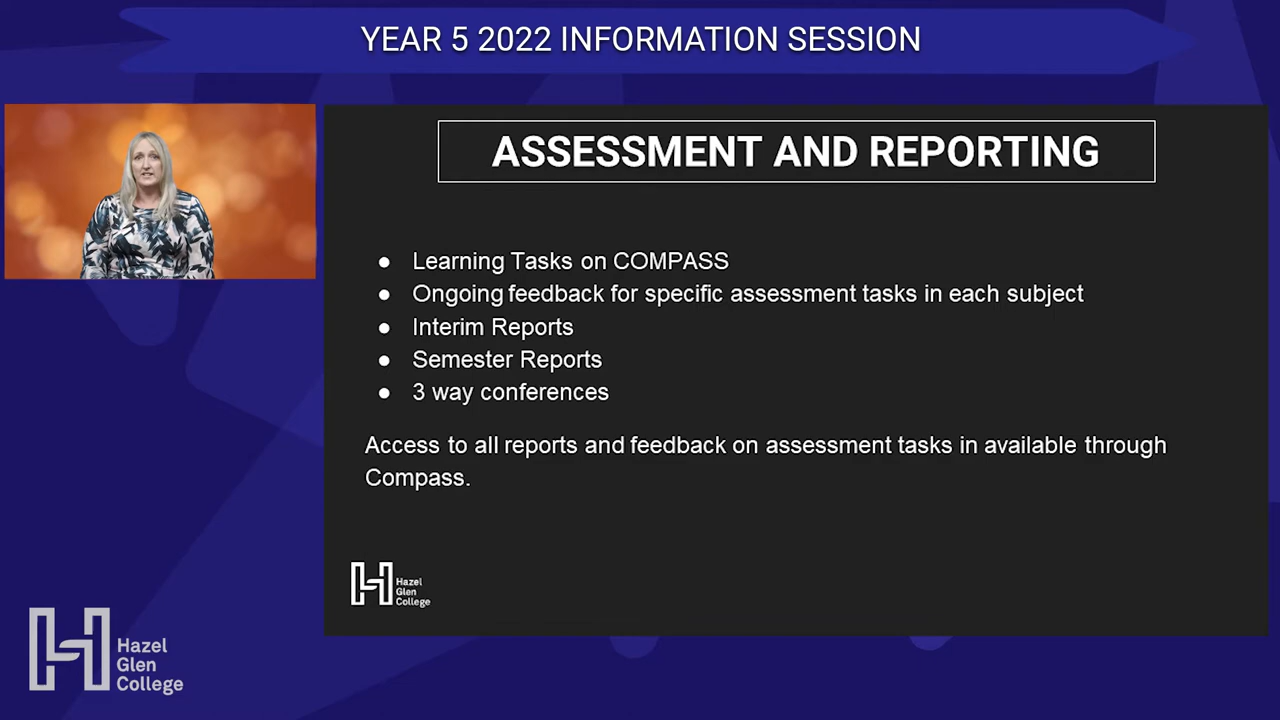 YEAR 5 2022 INFORMATION SESSION
ASSESSMENT AND REPORTING
● Learning Tasks on COMPASS
● Ongoing feedback for specific assessment tasks in each subject
● Interim Reports
● Semester Reports
● 3 way conferences
Access to all reports and feedback on assessment tasks in available through
Compass.
Hazel
Glen
College
Hazel
Glen
College